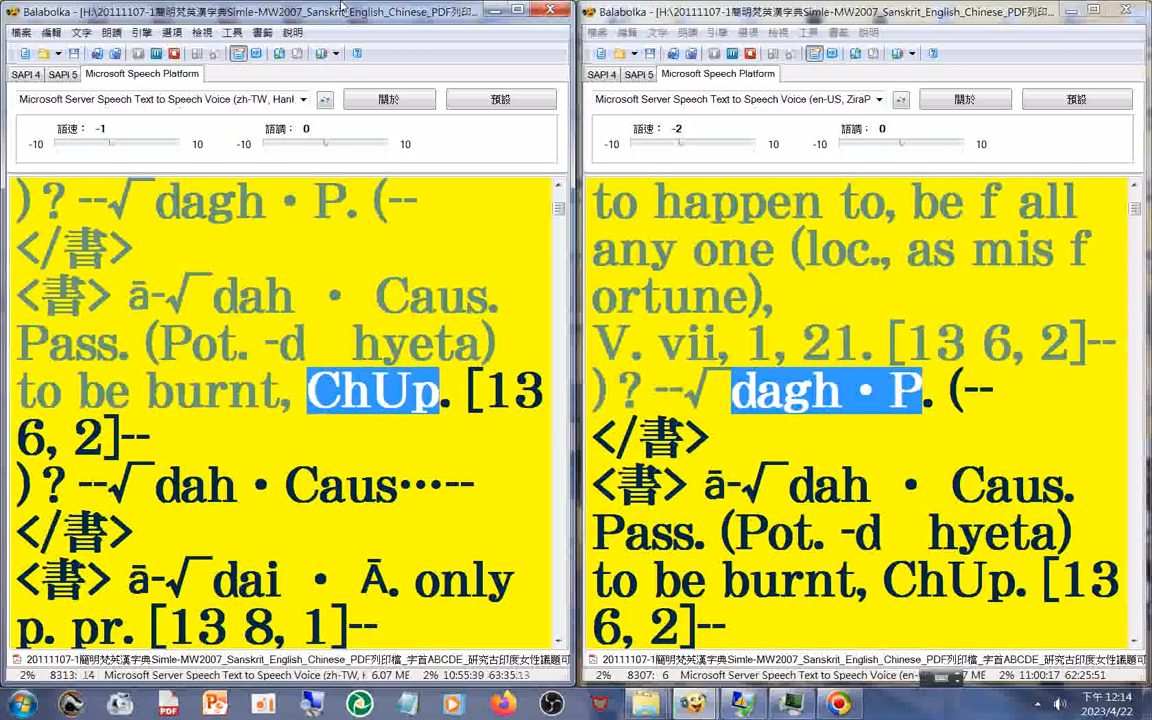 Balabolka - [H:\20111107-1簡明梵英漢字典Simle-MW2007_Sanskrit_English_Chinese_PDF列印...
檔案 編輯 文字 朗讀 引擎 選項 檢視 工具 書籤 說明
SAPI 4 SAPI 5 Microsoft Speech Platform
Microsoft Server Speech Text to Speech Voice (zh-TW, Hanl
關於 預設
語速： -1 語調： 0
-10 10 -10 10
) ? --√ dagh • P. (--
</書>
<書> ā-√ dah • Caus.
Pass. (Pot. -d hyeta)
to be burnt, ChUp. [13
6, 2]--
) ? --√ dah • Caus…--
</書>
<書> ā-√ dai • Ā. only
p. pr. [13 8, 1]--
20111107-1簡明梵英漢字典Simle-MW2007_Sanskrit_English_Chinese_PDF列印檔_字首ABCDE_研究古印度女性議題可
2% 8313: 14 Microsoft Server Speech Text to Speech Voice (zh-TW, H 6.07 ME 2% 10:55:39 63:35.13
Balabolka - [H:\20111107-1簡明梵英漢字典Simle-MW2007_Sanskrit_English_Chinese_PDF列印...
檔案 編輯 文字 朗讀 引擎 選項 檢視 工具 書籤 說明
SAPI 4 SAPI 5 Microsoft Speech Platform
Microsoft Server Speech Text to Speech Voice (en-US, ZiraP
關於 預設
語速： -2 語調： 0
-10 10 -10 10
to happen to, be f all
any one (loc., as mis f
ortune),
V. vii, 1, 21. [13 6, 2]--
) ? --√ dagh • P. (--
</書>
<書> ā-√ dah • Caus.
Pass. (Pot. -d hyeta)
to be burnt, ChUp. [13
6, 2]--
20111107-1簡明梵英漢字典Simle-MW2007_Sanskrit_English_Chinese_PDF列印檔_字首ABCDE_研究古印度女性議題可
2% 8307: 6 Microsoft Server Speech Text to Speech Voice (en-US, Z 6.07 ME 2% 11:00:17 62:25:51
下午 12:14
2023/4/22